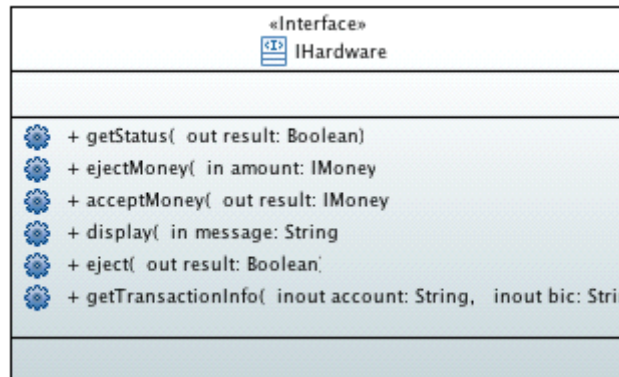 «Interface»
IHardware
+ getStatus( out result: Boolean)
+ ejectMoney( in amount: IMoney
+ acceptMoney( out result: IMoney
+ display( in message: String
+ eject( out result: Boolean
+ getTransactionInfo( inout account: String, inout bic: Stri